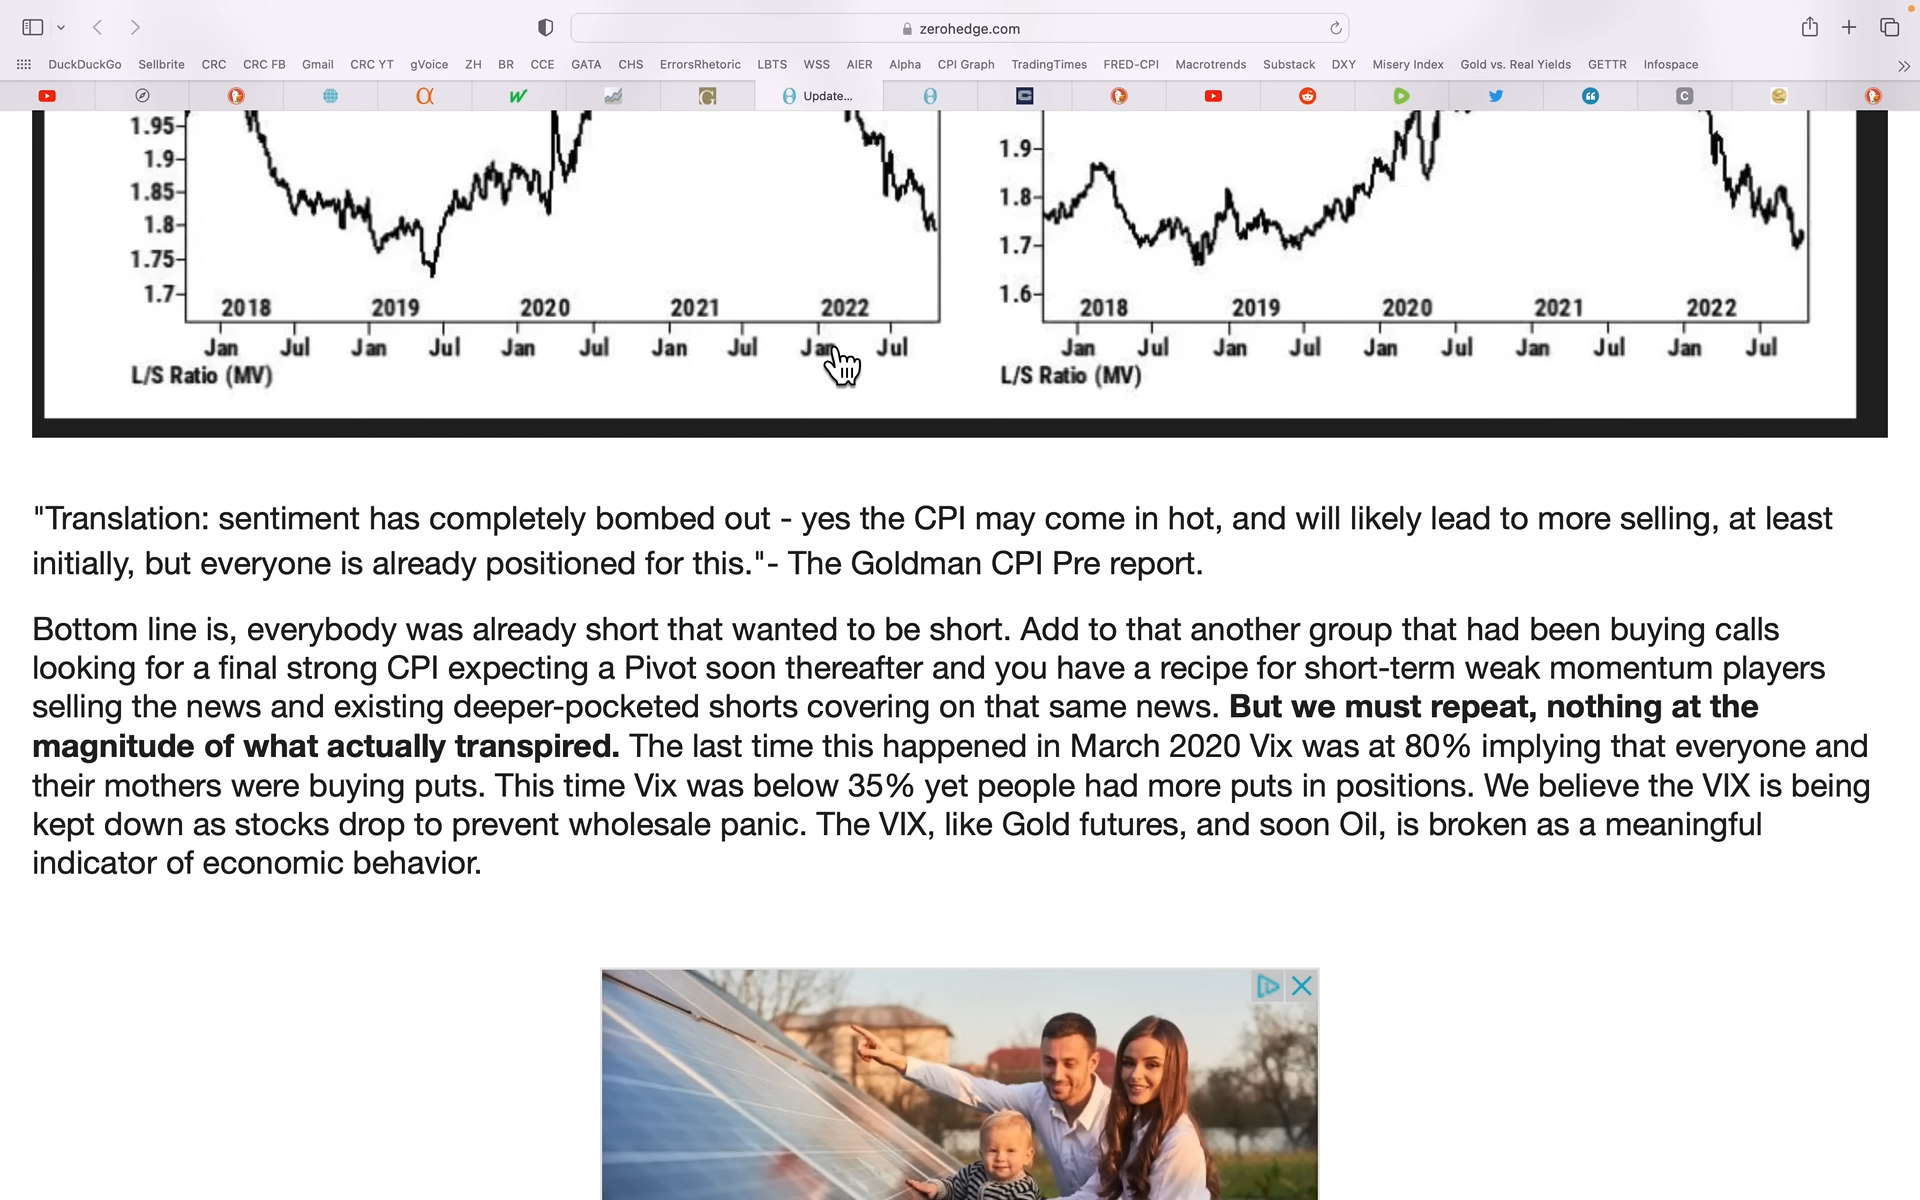 zerohedge.com
DuckDuckGo Sellbrite CRC CRC FB Gmail CRC YT gVoice ZH BR CCE GATA CHS ErrorsRhetoric LBTS WSS AIER Alpha CPI Graph TradingTimes FRED-CPI Macrotrends Substack DXY Misery Index Gold vs. Real Yields GETTR Infospace
Update...
1.95
1.9
1.85
1.8
1.75
1.7
2018 2019 2020 2021 2022
Jan Jul Jan Jul Jan Jul Jan Jul Jan Jul
L/S Ratio (MV)
1.9
1.8
1.7
1.6
2018 2019 2020 2021 2022
Jan Jul Jan Jul Jan Jul Jan Jul Jan Jul
L/S Ratio (MV)
"Translation: sentiment has completely bombed out - yes the CPI may come in hot, and will likely lead to more selling, at least
initially, but everyone is already positioned for this."- The Goldman CPI Pre report.
Bottom line is, everybody was already short that wanted to be short. Add to that another group that had been buying calls
looking for a final strong CPI expecting a Pivot soon thereafter and you have a recipe for short-term weak momentum players
selling the news and existing deeper-pocketed shorts covering on that same news. But we must repeat, nothing at the
magnitude of what actually transpired. The last time this happened in March 2020 Vix was at 80% implying that everyone and
their mothers were buying puts. This time Vix was below 35% yet people had more puts in positions. We believe the VIX is being
kept down as stocks drop to prevent wholesale panic. The VIX, like Gold futures, and soon Oil, is broken as a meaningful
indicator of economic behavior.